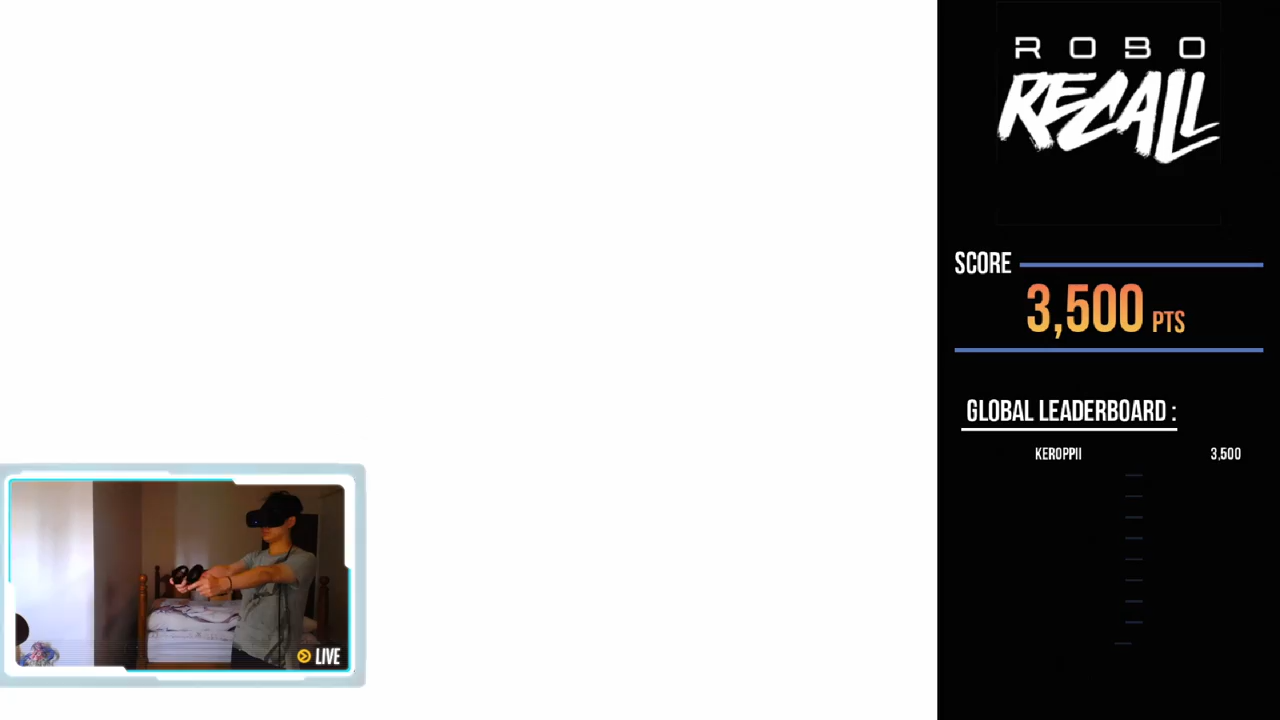 ROBO
RECALL
SCORE
3,500 PTS
GLOBAL LEADERBOARD :
KEROPPII 3,500
LIVE